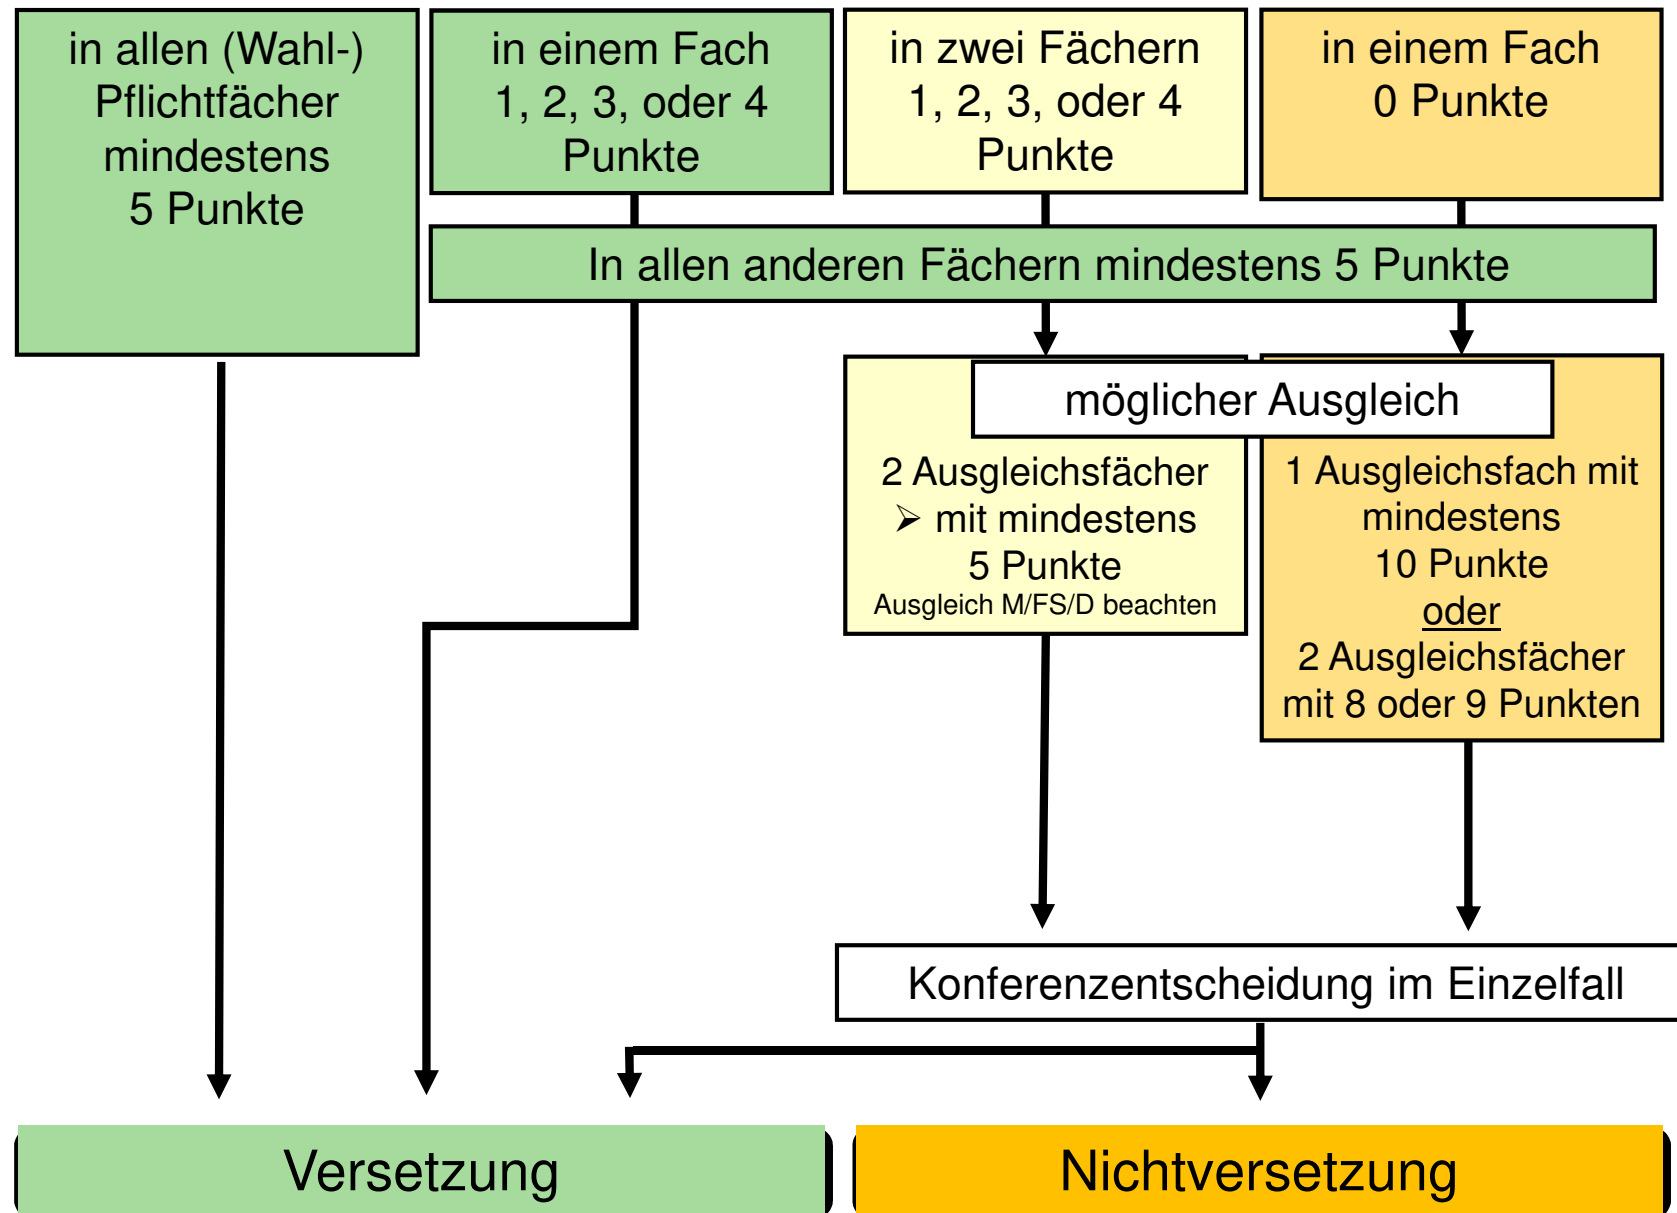 in allen (Wahl-)
Pflichtfächer
mindestens
5 Punkte
in einem Fach
1, 2, 3, oder 4
Punkte
in zwei Fächern
1, 2, 3, oder 4
Punkte
in einem Fach
0 Punkte
In allen anderen Fächern mindestens 5 Punkte
möglicher Ausgleich
2 Ausgleichsfächer
➢ mit mindestens
5 Punkte
Ausgleich M/FS/D beachten
1 Ausgleichsfach mit
mindestens
10 Punkte
oder
2 Ausgleichsfächer
mit 8 oder 9 Punkten
Konferenzentscheidung im Einzelfall
Versetzung
Nichtversetzung